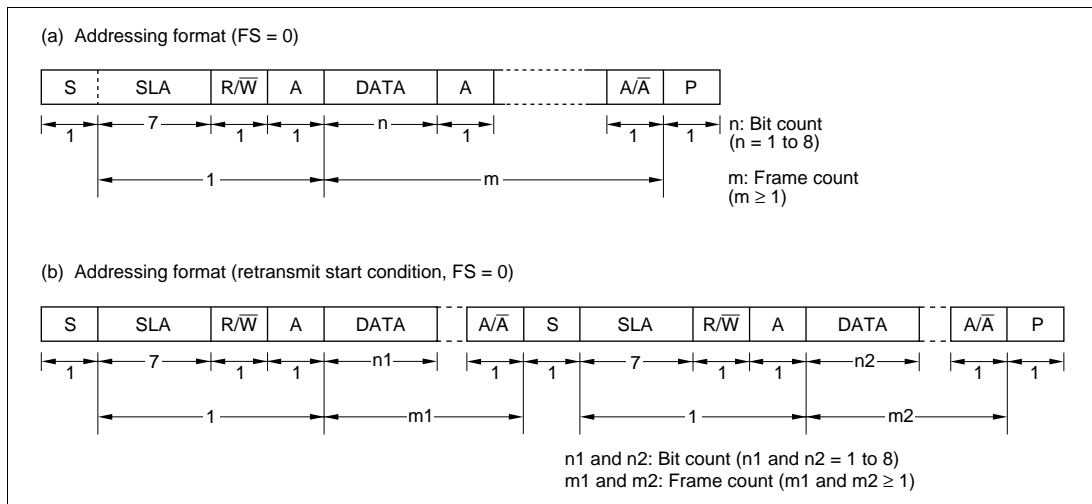 (a) Addressing format (FS = 0)
S SLA R/W̅ A DATA A A/A̅ P
1 7 1 1 n 1 1 1
n: Bit count
(n = 1 to 8)
1 m
m: Frame count
(m ≥ 1)
(b) Addressing format (retransmit start condition, FS = 0)
S SLA R/W̅ A DATA A/A̅ S SLA R/W̅ A DATA A/A̅ P
1 7 1 1 n1 1 1 7 1 1 n2 1 1
1 m1 1 m2
n1 and n2: Bit count (n1 and n2 = 1 to 8)
m1 and m2: Frame count (m1 and m2 ≥ 1)